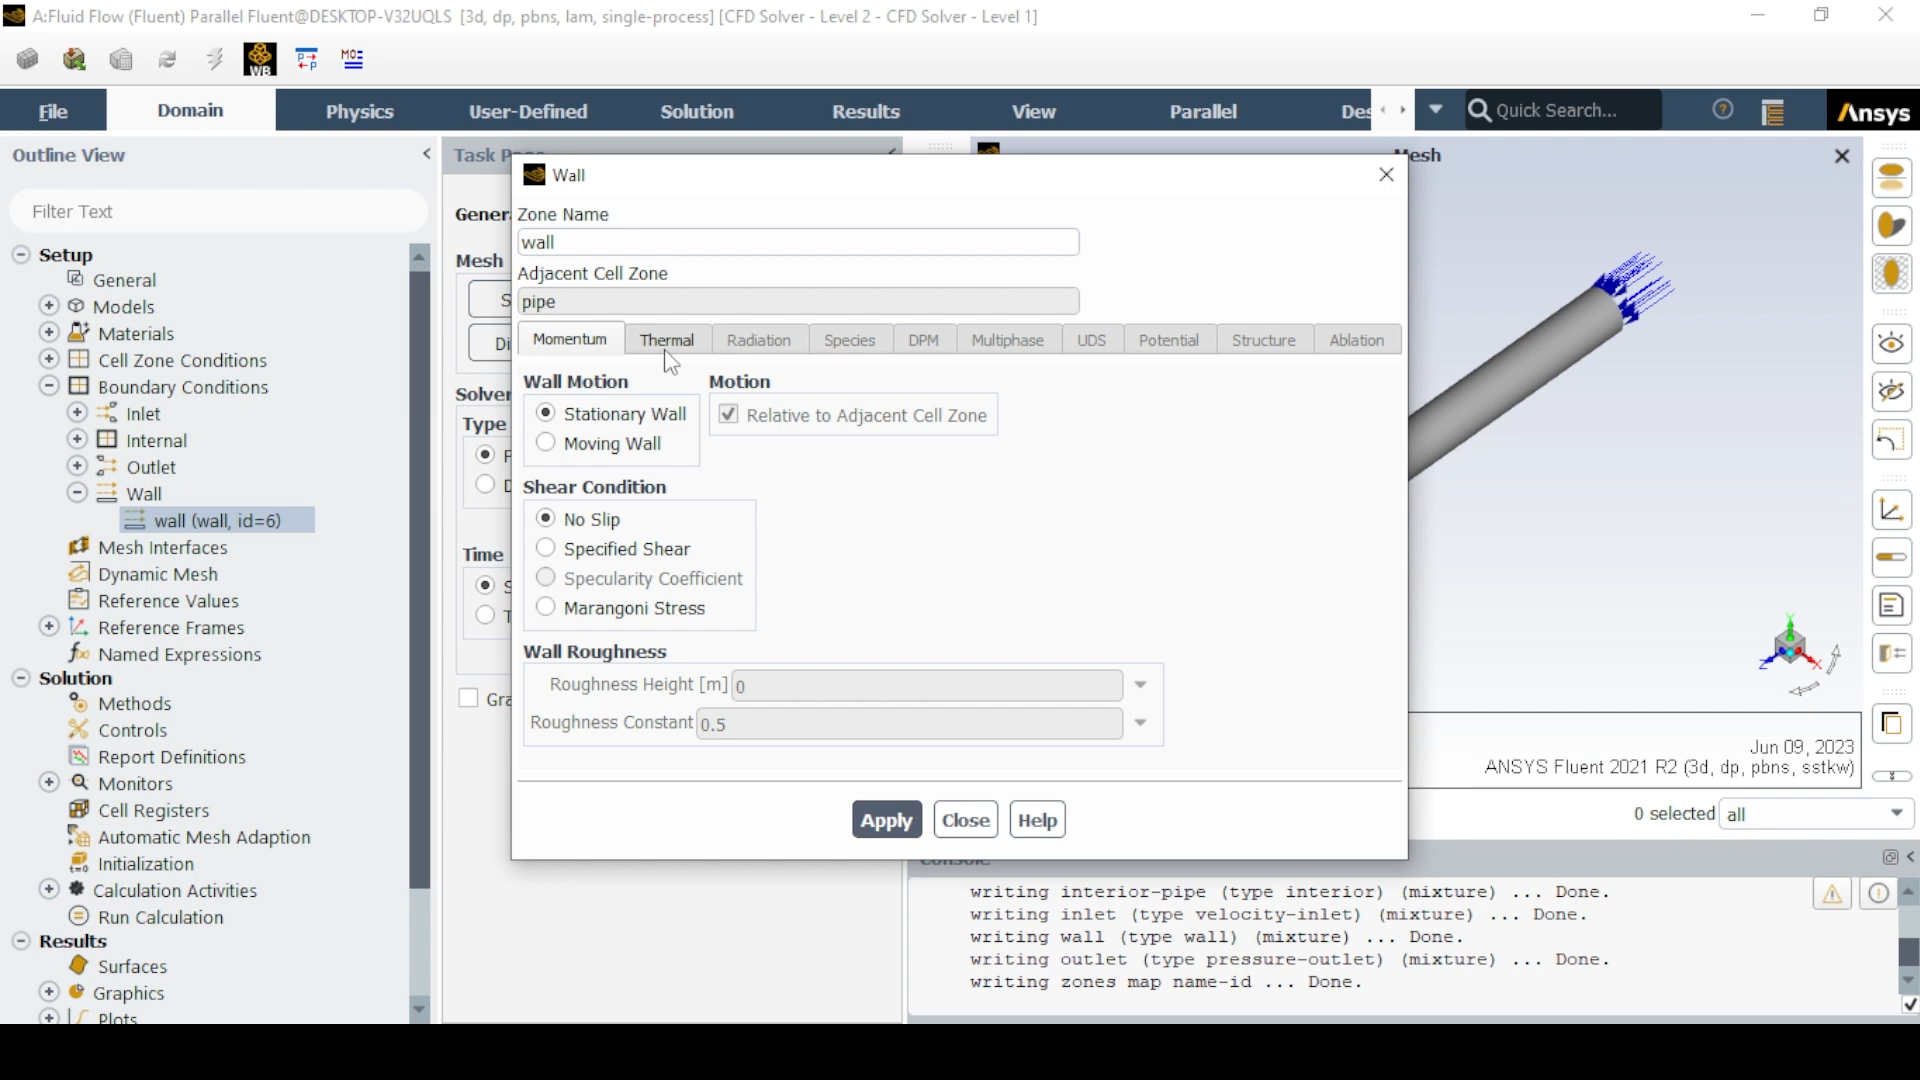 A:Fluid Flow (Fluent) Parallel Fluent@DESKTOP-V32UQLS [3d, dp, pbns, lam, single-process] [CFD Solver - Level 2 - CFD Solver - Level 1]
WB
File Domain Physics User-Defined Solution Results View Parallel Des Quick Search... Ansys
Outline View
Filter Text
Setup
General
Models
Materials
Cell Zone Conditions
Boundary Conditions
Inlet
Internal
Outlet
Wall
wall (wall, id=6)
Mesh Interfaces
Dynamic Mesh
Reference Values
Reference Frames
Named Expressions
Solution
Methods
Controls
Report Definitions
Monitors
Cell Registers
Automatic Mesh Adaption
Initialization
Calculation Activities
Run Calculation
Results
Surfaces
Graphics
Plots
Task P
Gener
Mesh
S
Di
Solver
Type
Time
Gra
Wall
Zone Name
wall
Adjacent Cell Zone
pipe
Momentum Thermal Radiation Species DPM Multiphase UDS Potential Structure Ablation
Wall Motion
Stationary Wall
Moving Wall
Motion
Relative to Adjacent Cell Zone
Shear Condition
No Slip
Specified Shear
Specularity Coefficient
Marangoni Stress
Wall Roughness
Roughness Height [m] 0
Roughness Constant 0.5
Apply Close Help
esh
Z X Y
Jun 09, 2023
ANSYS Fluent 2021 R2 (3d, dp, pbns, sstkw)
0 selected all
Console
writing interior-pipe (type interior) (mixture) ... Done.
writing inlet (type velocity-inlet) (mixture) ... Done.
writing wall (type wall) (mixture) ... Done.
writing outlet (type pressure-outlet) (mixture) ... Done.
writing zones map name-id ... Done.